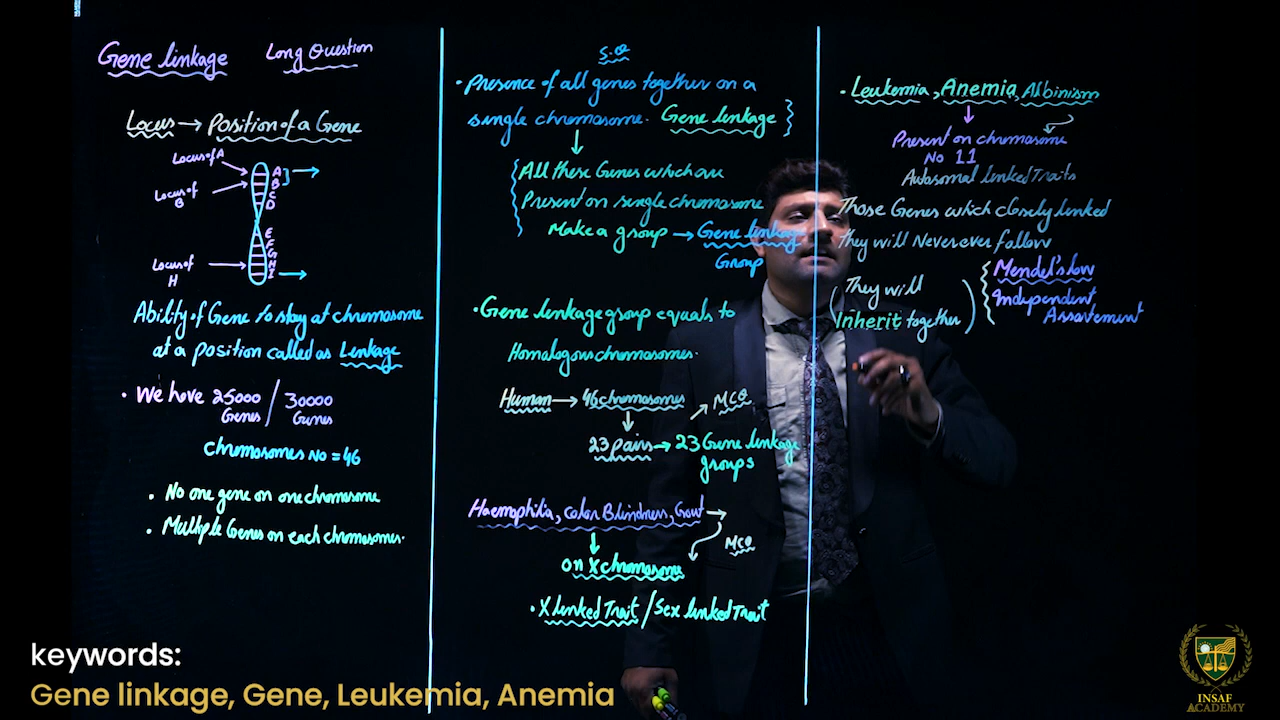 Gene linkage
Long Question
Locus → Position of a Gene
Locus of A
Locus of B
A
B
C
D
E
F
G
H
I
Locus of H
Ability of Gene to stay at chromosome
at a position called as Linkage
• We have 25000 Genes / 30000 Genes
Chromosomes no = 46
• No one gene on one chromosome
• Multiple Genes on each chromosomes.
S.Q
• Presence of all genes together on a
single chromosome. Gene linkage
All these Genes which are
Present on single chromosome
Make a group → Gene linkage
Group
• Gene linkage group equals to
Homologous chromosomes.
Human → 46 chromosomes
MCQ
23 pairs → 23 Gene linkage
groups
Haemophilia, color Blindness, Gout →
MCQ
on X chromosome
• X linked Trait / Sex linked Trait
• Leukemia, Anemia, Albinism
Present on chromosome
No 11
Autosomal linked Traits
Those Genes which closely linked
they will Never ever follow
(They will
Inherit together)
Mendel's law
Independent
Assortement
keywords:
Gene linkage, Gene, Leukemia, Anemia
INSAF
ACADEMY